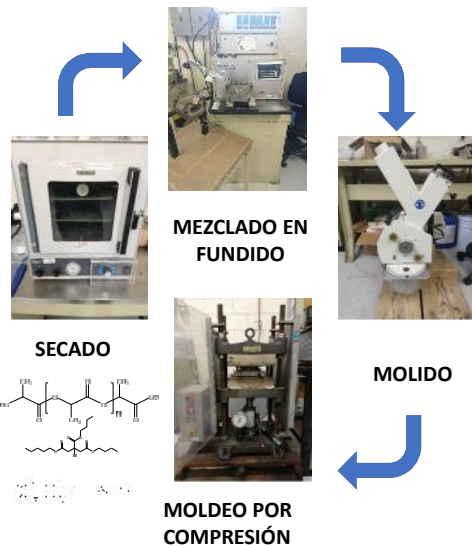 MEZCLADO EN
FUNDIDO
SECADO
MOLIDO
MOLDEO POR
COMPRESIÓN